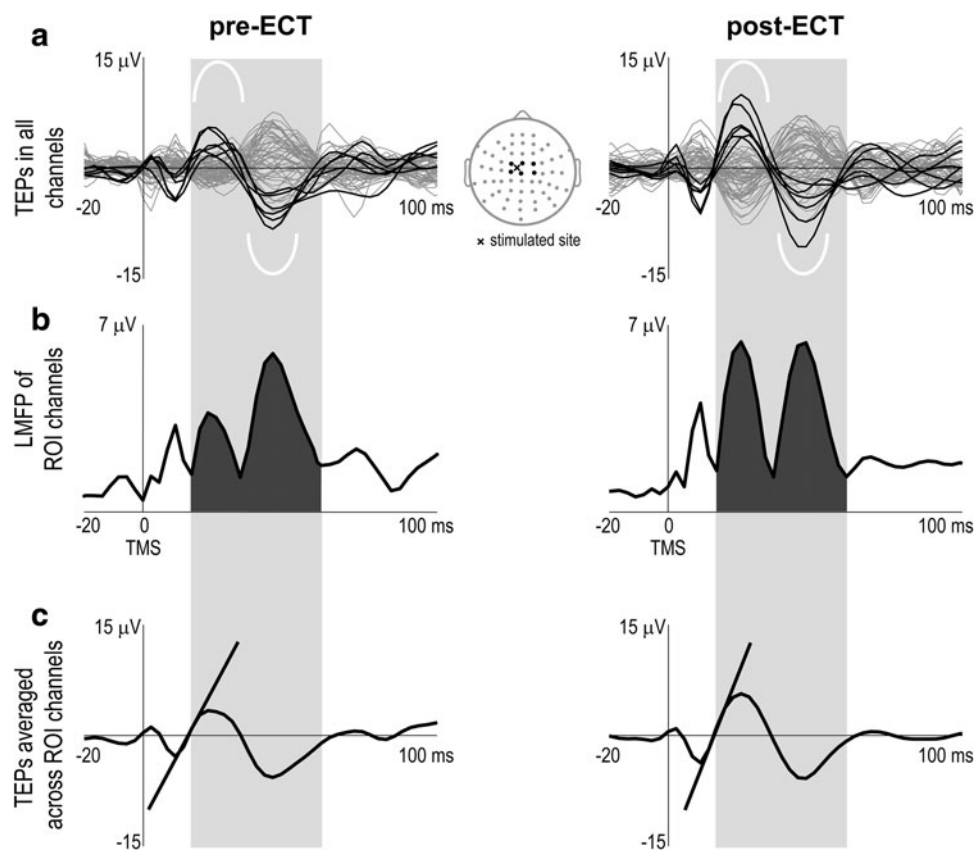 pre-ECT
post-ECT
a
TEPs in all
channels
15 μV
-20
100 ms
-15
× stimulated site
15 μV
-20
100 ms
-15
b
LMFP of
ROI channels
7 μV
-20
0
100 ms
TMS
7 μV
-20
0
100 ms
TMS
c
TEPs averaged
across ROI channels
15 μV
-20
100 ms
-15
15 μV
-20
100 ms
-15